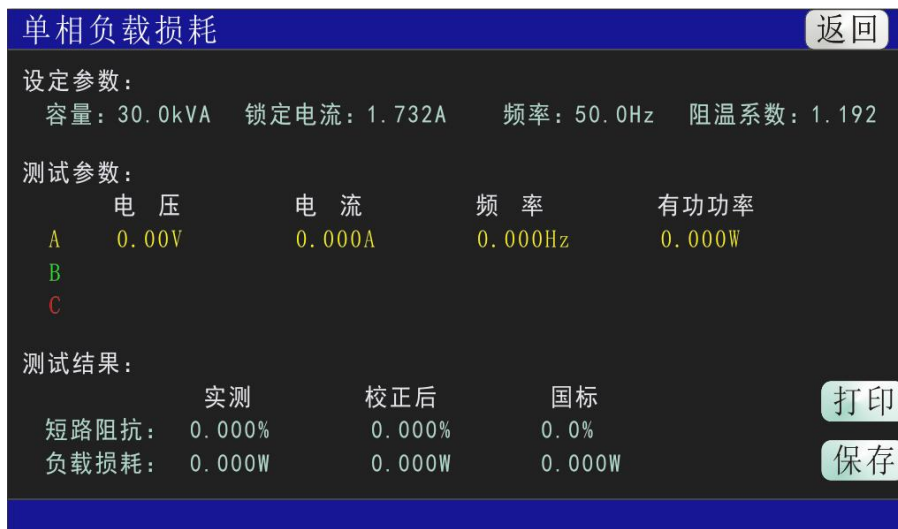 单相负载损耗 返回
设定参数:
容量: 30.0kVA 锁定电流: 1.732A 频率: 50.0Hz 阻温系数: 1.192
测试参数:
电 压 电 流 频 率 有功功率
A 0.00V 0.000A 0.000Hz 0.000W
B
C
测试结果:
实测 校正后 国标 打印
短路阻抗: 0.000% 0.000% 0.0%
负载损耗: 0.000W 0.000W 0.000W 保存